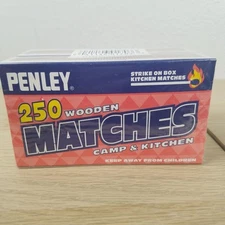 PENLEY®
STRIKE ON BOX
KITCHEN MATCHES
250 WOODEN
MATCHES
CAMP & KITCHEN
KEEP AWAY FROM CHILDREN